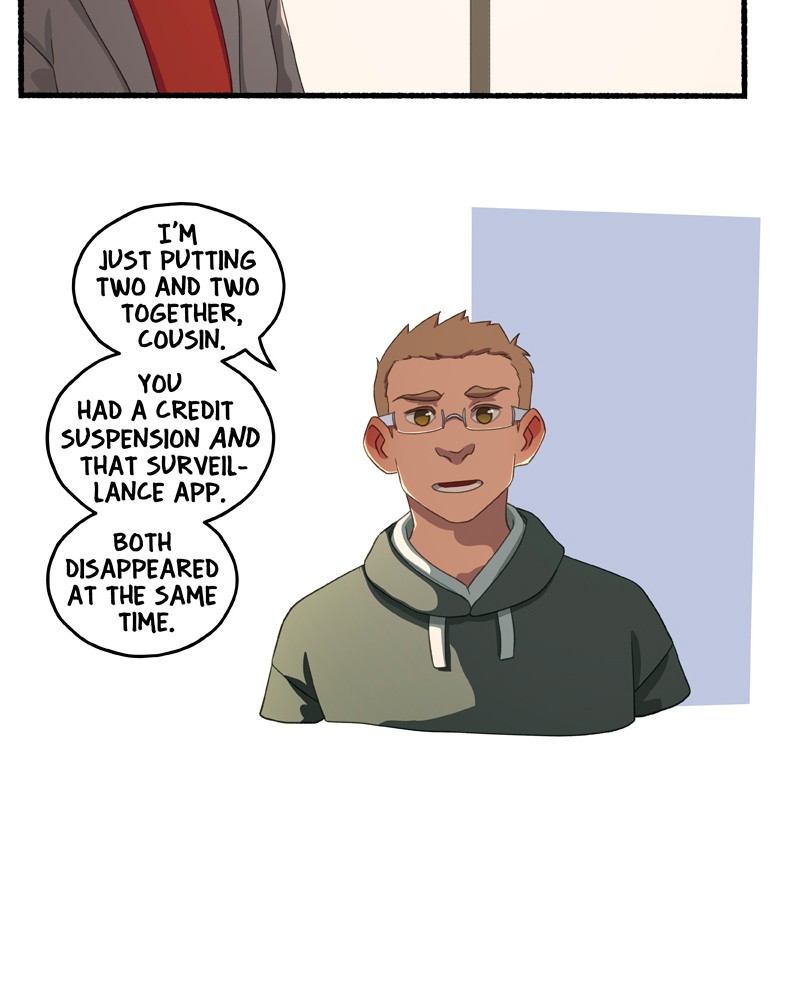 I'M
JUST PUTTING
TWO AND TWO
TOGETHER,
COUSIN.
YOU
HAD A CREDIT
SUSPENSION AND
THAT SURVEIL-
LANCE APP.
BOTH
DISAPPEARED
AT THE SAME
TIME.